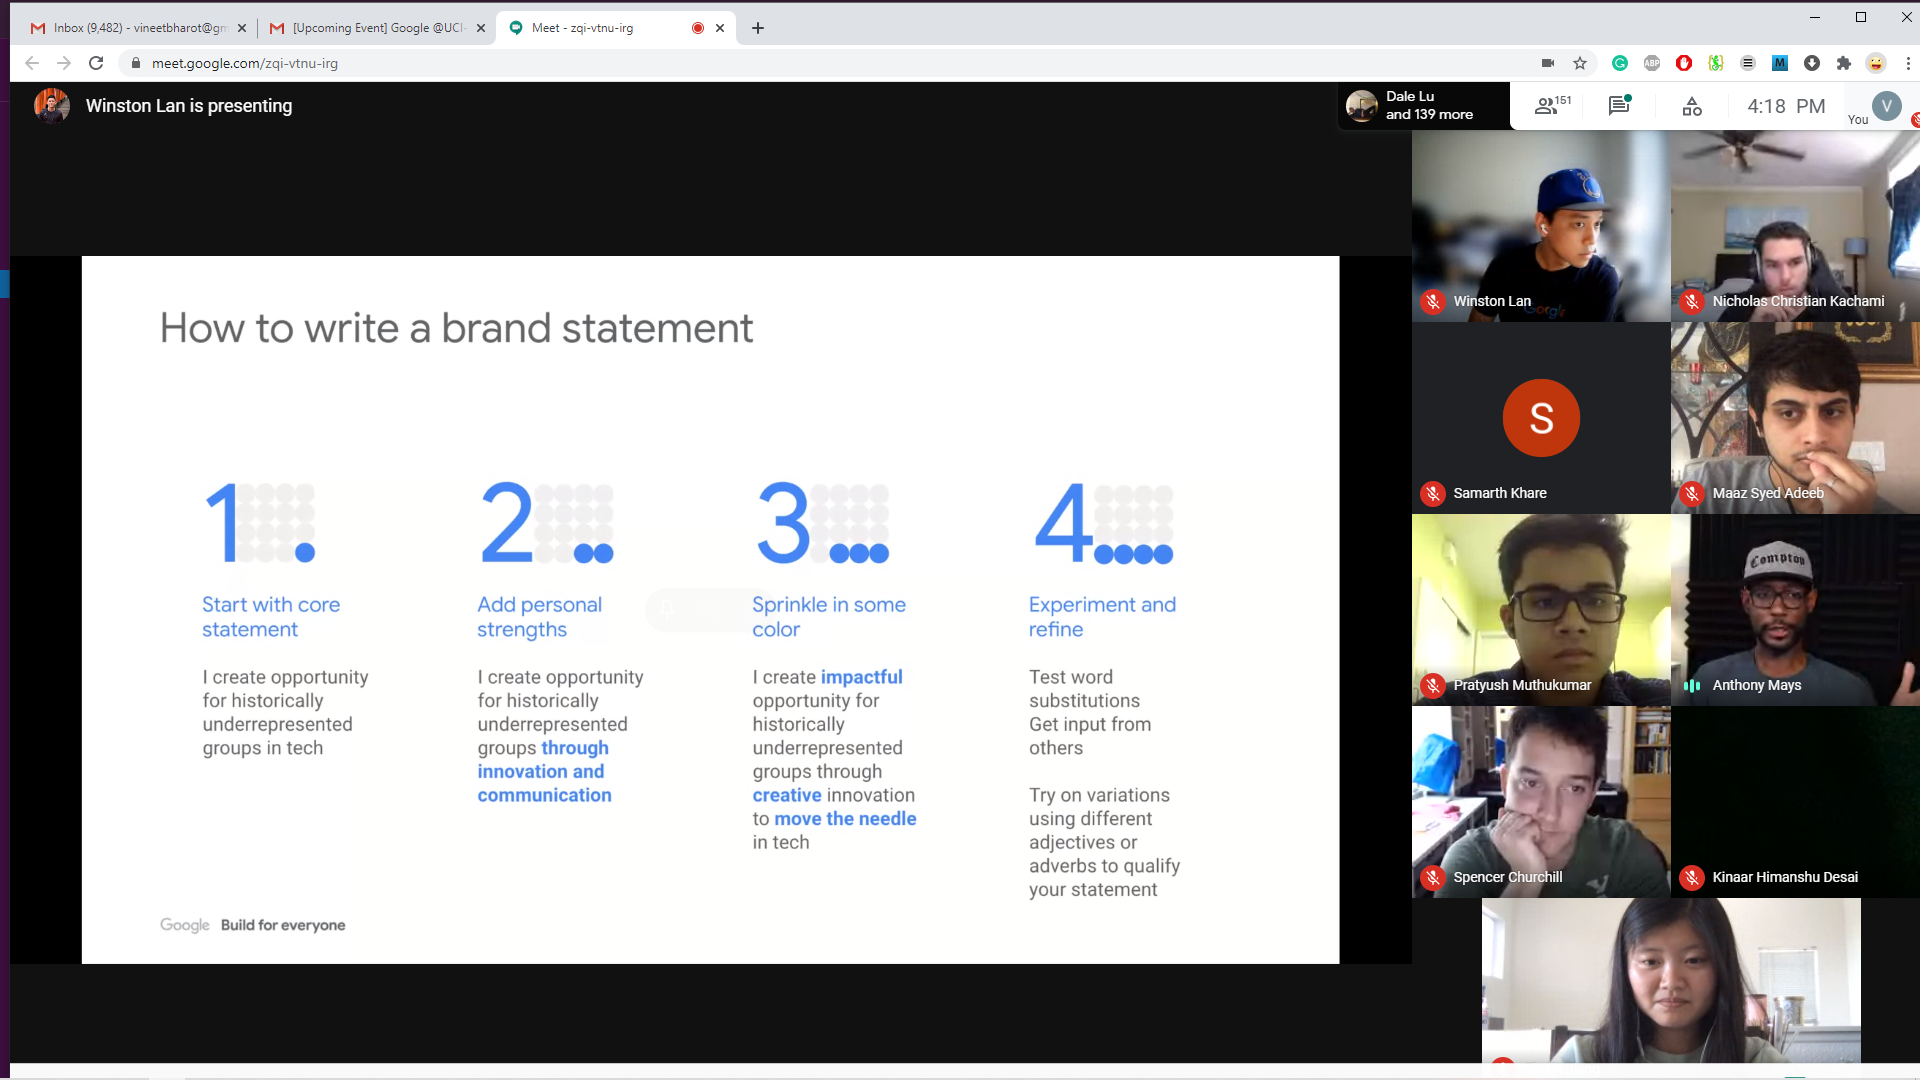 Inbox (9,482) - vineetbharot@gm
[Upcoming Event] Google @UCI-
Meet - zqi-vtnu-irg
meet.google.com/zqi-vtnu-irg
ABP
M
Winston Lan is presenting
Dale Lu
and 139 more
151
4:18 PM
You
V
How to write a brand statement
1
2
3
4
Start with core
statement
I create opportunity
for historically
underrepresented
groups in tech
Add personal
strengths
I create opportunity
for historically
underrepresented
groups through
innovation and
communication
Sprinkle in some
color
I create impactful
opportunity for
historically
underrepresented
groups through
creative innovation
to move the needle
in tech
Experiment and
refine
Test word
substitutions
Get input from
others
Try on variations
using different
adjectives or
adverbs to qualify
your statement
Google Build for everyone
Google
Winston Lan
Nicholas Christian Kachami
S
Samarth Khare
Maaz Syed Adeeb
Pratyush Muthukumar
Compton
Anthony Mays
Spencer Churchill
Kinaar Himanshu Desai